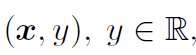 (𝒙, y), y ∈ ℝ,